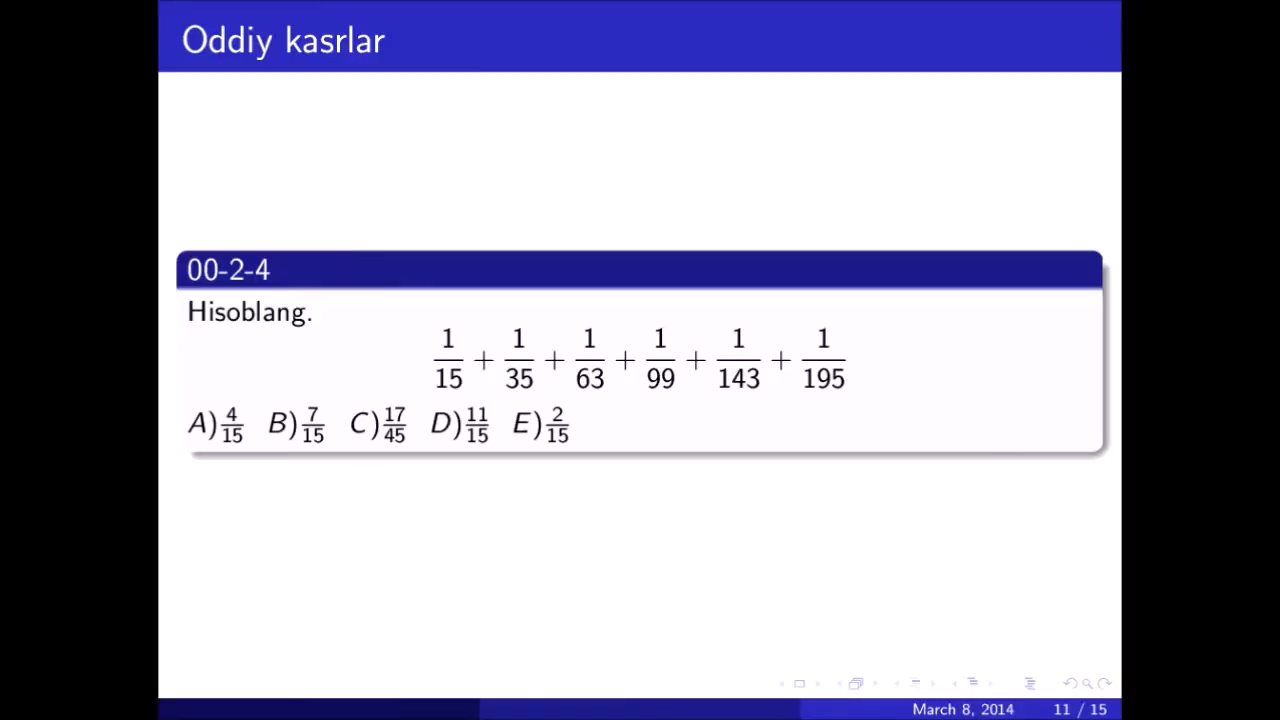 Oddiy kasrlar
00-2-4
Hisoblang.
1/15 + 1/35 + 1/63 + 1/99 + 1/143 + 1/195
A) 4/15 B) 7/15 C) 17/45 D) 11/15 E) 2/15
March 8, 2014 11 / 15